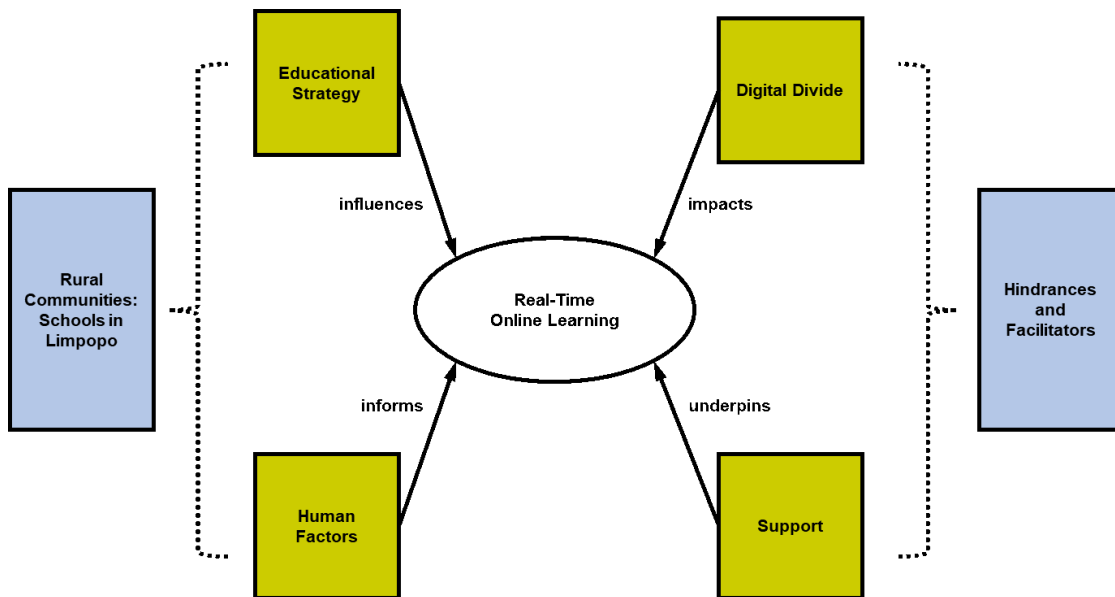 Educational
Strategy
Digital Divide
influences
impacts
Rural
Communities:
Schools in
Limpopo
Real-Time
Online Learning
Hindrances
and
Facilitators
informs
underpins
Human
Factors
Support